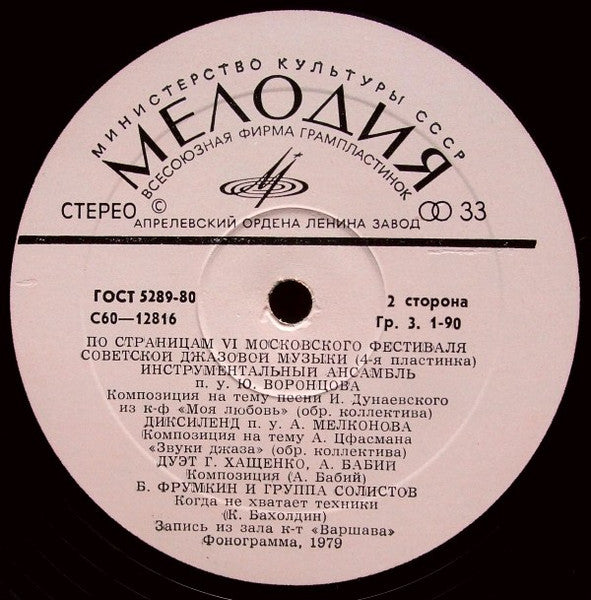 МИНИСТЕРСТВО КУЛЬТУРЫ СССР
МЕЛОДИЯ
ВСЕСОЮЗНАЯ ФИРМА ГРАМПЛАСТИНОК
СТЕРЕО © 33
АПРЕЛЕВСКИЙ ОРДЕНА ЛЕНИНА ЗАВОД
ГОСТ 5289-80 2 сторона
С60—12816 Гр. 3. 1-90
ПО СТРАНИЦАМ VI МОСКОВСКОГО ФЕСТИВАЛЯ
СОВЕТСКОЙ ДЖАЗОВОЙ МУЗЫКИ (4-я пластинка)
ИНСТРУМЕНТАЛЬНЫЙ АНСАМБЛЬ
п. у. Ю. ВОРОНЦОВА
Композиция на тему песни И. Дунаевского
из к-ф «Моя любовь» (обр. коллектива)
ДИКСИЛЕНД п. у. А. МЕЛКОНОВА
Композиция на тему А. Цфасмана
«Звуки джаза» (обр. коллектива)
ДУЭТ Г. ХАЩЕНКО, А. БАБИЙ
Композиция (А. Бабий)
Б. ФРУМКИН И ГРУППА СОЛИСТОВ
Когда не хватает техники
(К. Бахолдин)
Запись из зала к-т «Варшава»
Фонограмма, 1979